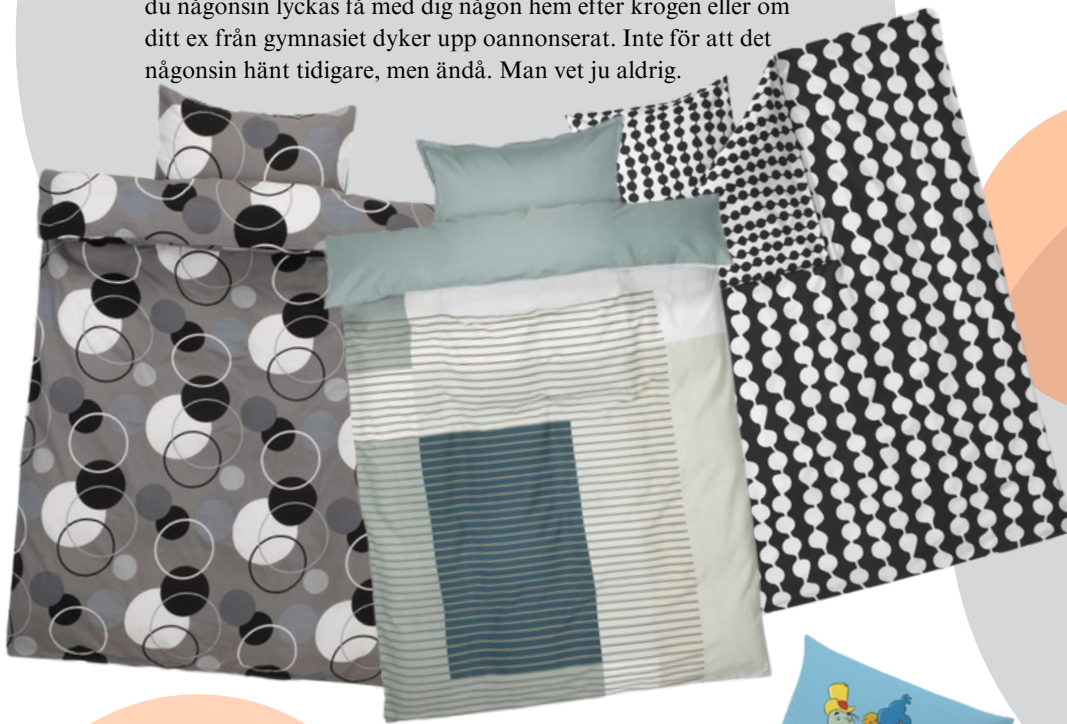 du någonsin lyckas få med dig någon hem efter krogen eller om
ditt ex från gymnasiet dyker upp oannonserat. Inte för att det
någonsin hänt tidigare, men ändå. Man vet ju aldrig.